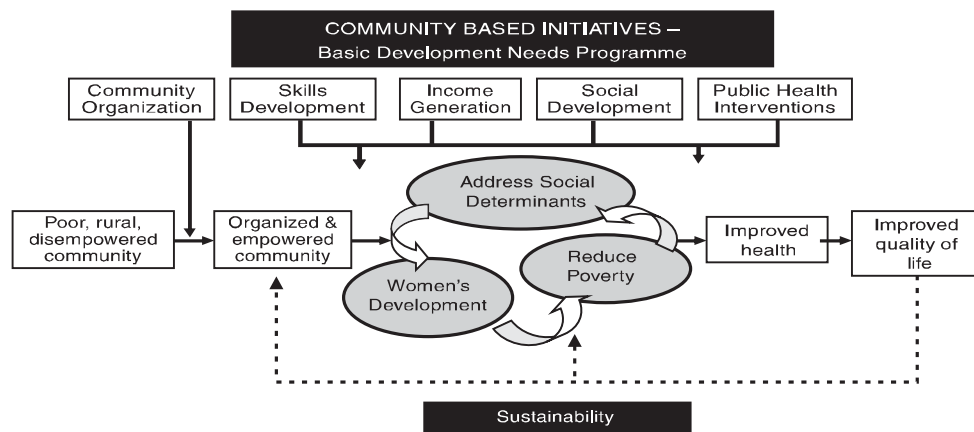 COMMUNITY BASED INITIATIVES –
Basic Development Needs Programme
Community
Organization
Skills
Development
Income
Generation
Social
Development
Public Health
Interventions
Address Social
Determinants
Poor, rural,
disempowered
community
Organized &
empowered
community
Women's
Development
Reduce
Poverty
Improved
health
Improved
quality of
life
Sustainability